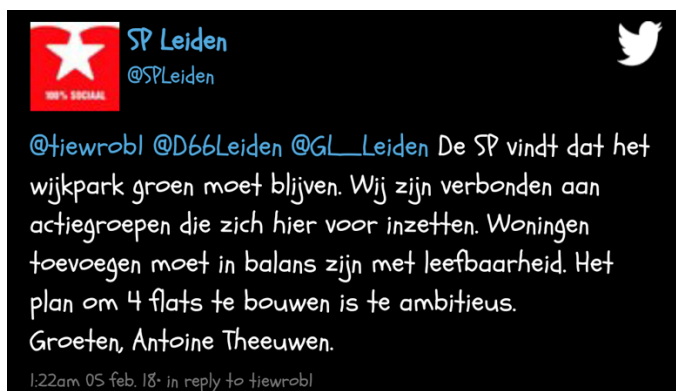 SP Leiden
@SPLeiden
100% SOCIAAL
@tiewrobl @D66Leiden @GL__Leiden De SP vindt dat het
wijkpark groen moet blijven. Wij zijn verbonden aan
actiegroepen die zich hier voor inzetten. Woningen
toevoegen moet in balans zijn met leefbaarheid. Het
plan om 4 flats te bouwen is te ambitieus.
Groeten, Antoine Theeuwen.
1:22am 05 feb. 18• in reply to tiewrobl